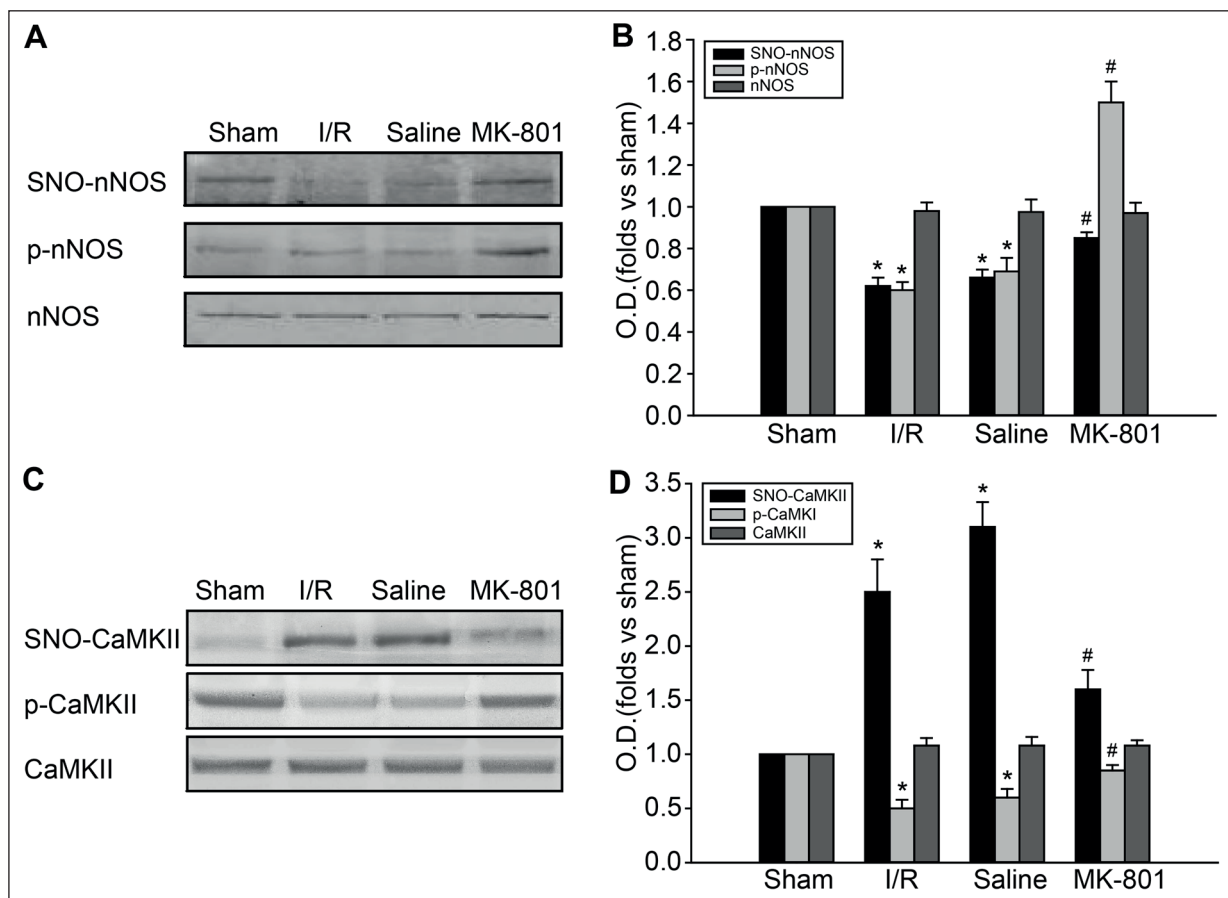 A
Sham I/R Saline MK-801
SNO-nNOS
p-nNOS
nNOS
B
O.D.(folds vs sham)
1.8
1.6
1.4
1.2
1.0
0.8
0.6
0.4
0.2
0.0
SNO-nNOS
p-nNOS
nNOS
* * * * # #
Sham I/R Saline MK-801
C
Sham I/R Saline MK-801
SNO-CaMKII
p-CaMKII
CaMKII
D
O.D.(folds vs sham)
3.5
3.0
2.5
2.0
1.5
1.0
0.5
0.0
SNO-CaMKII
p-CaMKI
CaMKII
* * * * # #
Sham I/R Saline MK-801